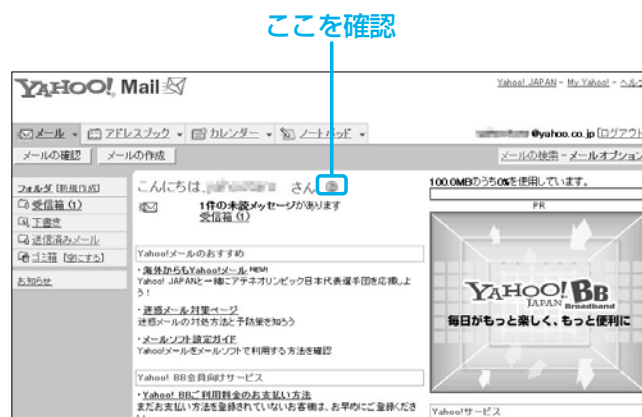 ここを確認
YAHOO! Mail
Yahoo! JAPAN - My Yahoo! - ヘルプ
メール アドレスブック カレンダー ノートパッド
@yahoo.co.jp [ログアウト
メールの確認 メールの作成
メールの検索 - メールオプション
フォルダ [新規作成]
受信箱 (1)
下書き
送信済みメール
ゴミ箱 [空にする]
お知らせ
こんにちは、 さん
1件の未読メッセージがあります
受信箱 (1)
Yahoo!メールのおすすめ
・海外からもYahoo!メール NEW!
Yahoo! JAPANと一緒にアテネオリンピック日本代表選手団を応援しよ
う!
・迷惑メール対策ページ
迷惑メールの対処方法と予防策を知ろう
・メールソフト設定ガイド
Yahoo!メールをメールソフトで利用する方法を確認
Yahoo! BB会員向けサービス
・Yahoo! BBご利用料金のお支払い方法
まだお支払い方法を登録されていないお客様は、お早めにご登録くださ
100.0MBのうち0%を使用しています。
PR
YAHOO! BB
JAPAN Broadband
毎日がもっと楽しく、もっと便利に
Yahoo!サービス